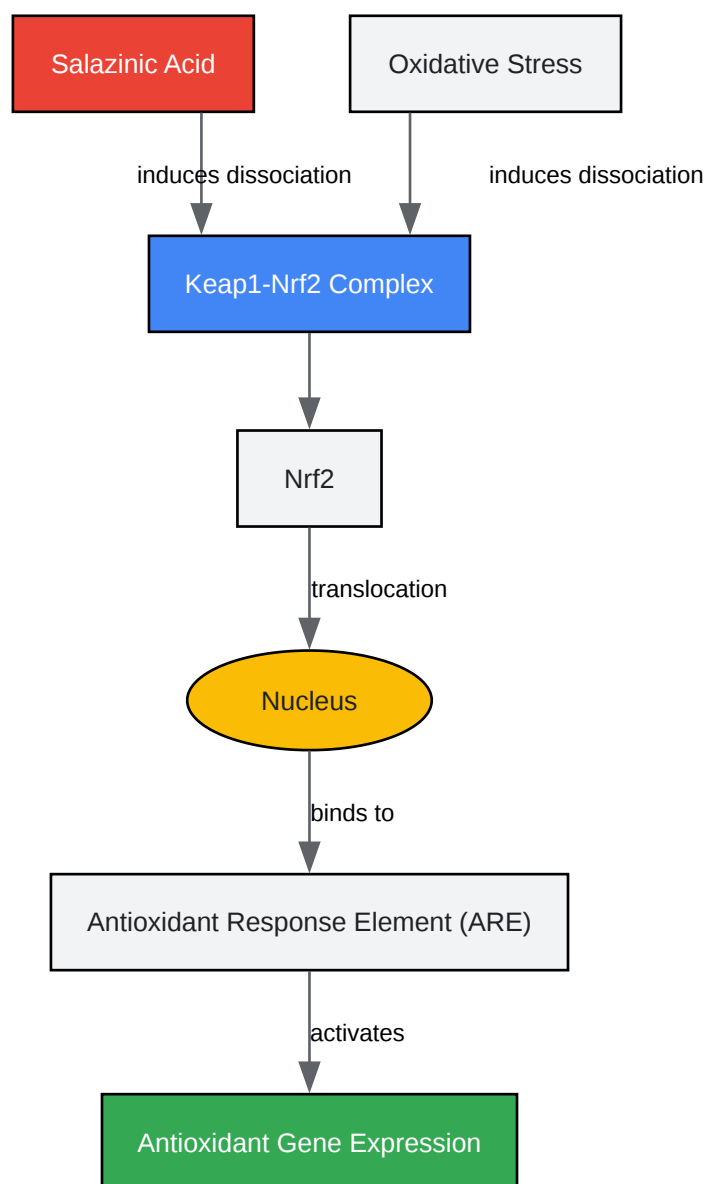 Salazinic Acid
Oxidative Stress
induces dissociation
induces dissociation
Keap1-Nrf2 Complex
Nrf2
translocation
Nucleus
binds to
Antioxidant Response Element (ARE)
activates
Antioxidant Gene Expression